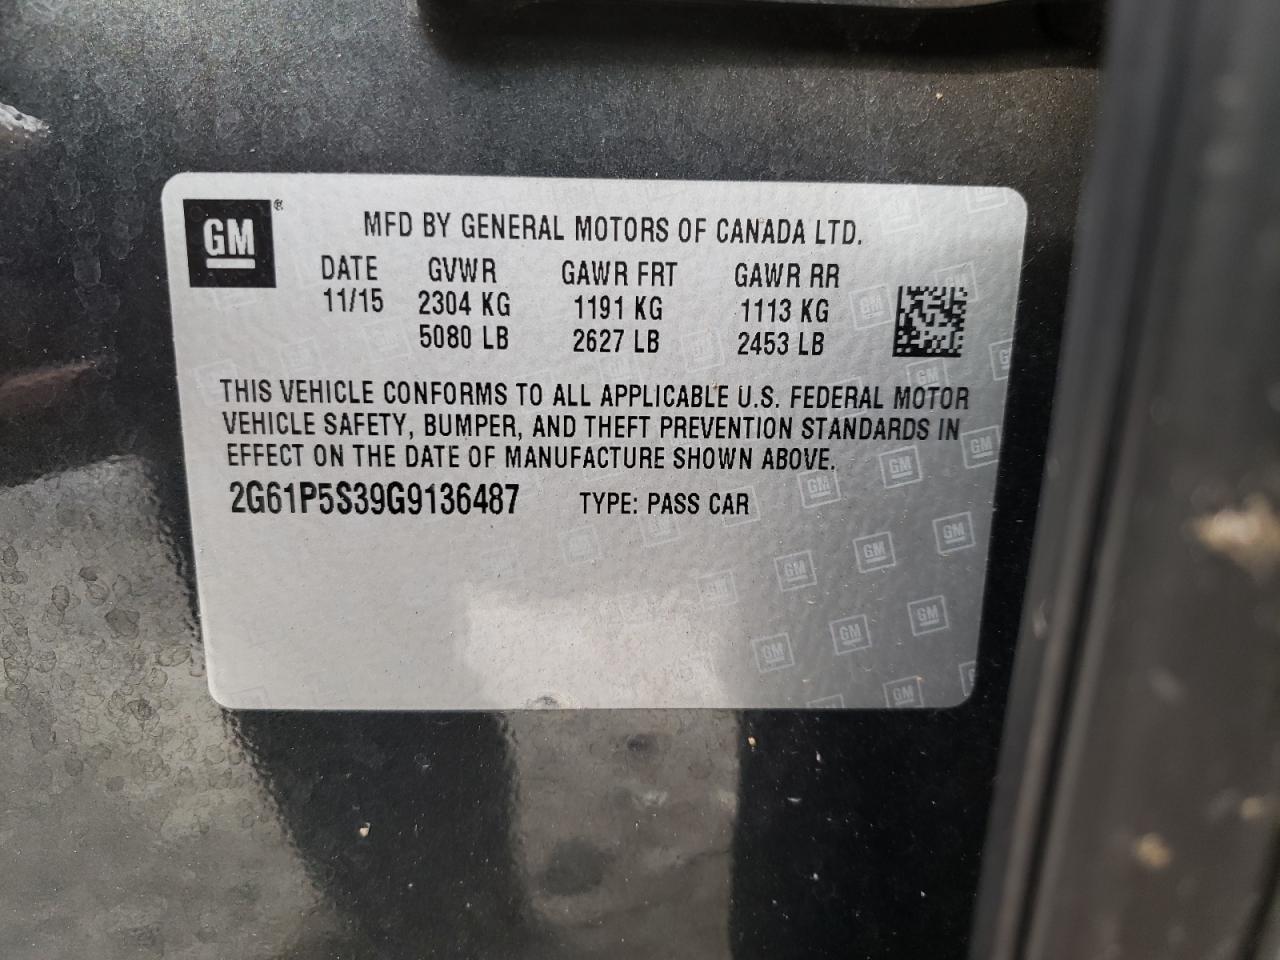 GM®
MFD BY GENERAL MOTORS OF CANADA LTD.
DATE GVWR GAWR FRT GAWR RR
11/15 2304 KG 1191 KG 1113 KG
5080 LB 2627 LB 2453 LB
THIS VEHICLE CONFORMS TO ALL APPLICABLE U.S. FEDERAL MOTOR
VEHICLE SAFETY, BUMPER, AND THEFT PREVENTION STANDARDS IN
EFFECT ON THE DATE OF MANUFACTURE SHOWN ABOVE.
2G61P5S39G9136487 TYPE: PASS CAR